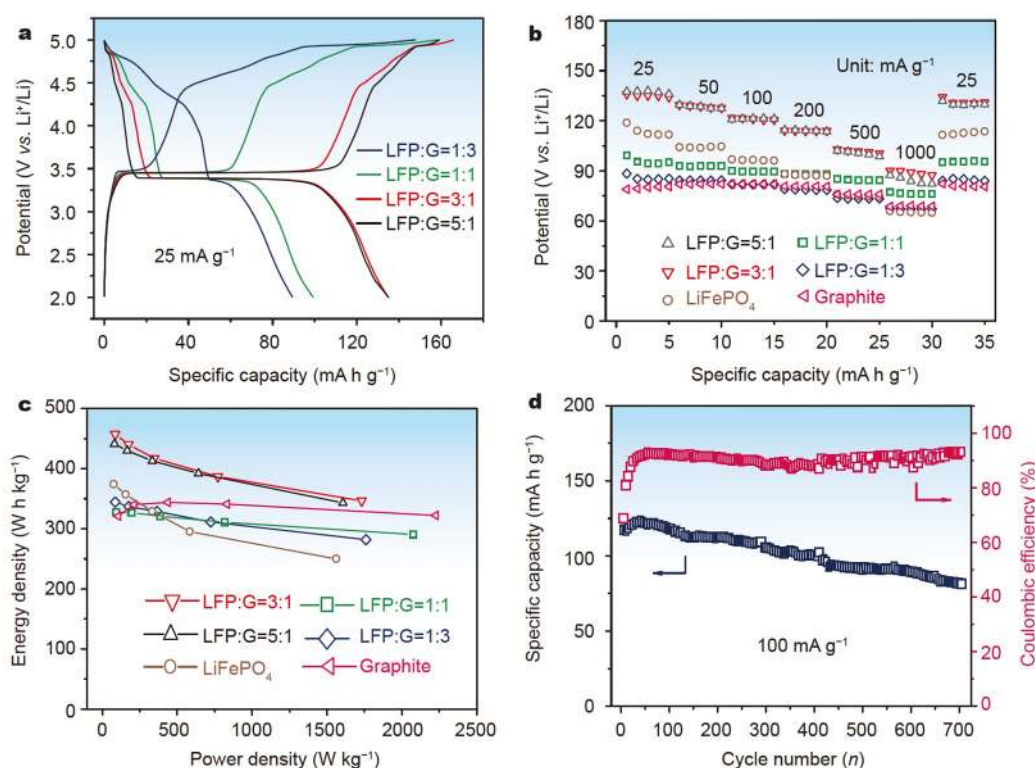 a
5.0
4.5
4.0
3.5
3.0
2.5
2.0
Potential (V vs. Li⁺/Li)
LFP:G=1:3
LFP:G=1:1
LFP:G=3:1
LFP:G=5:1
25 mA g⁻¹
0 40 80 120 160
Specific capacity (mA h g⁻¹)
b
180
150
120
90
60
30
0
Potential (V vs. Li⁺/Li)
Unit: mA g⁻¹
25 50 100 200 500 1000 25
LFP:G=5:1 LFP:G=1:1
LFP:G=3:1 LFP:G=1:3
LiFePO₄ Graphite
0 5 10 15 20 25 30 35
Specific capacity (mA h g⁻¹)
c
500
400
300
200
100
0
Energy density (W h kg⁻¹)
LFP:G=3:1 LFP:G=1:1
LFP:G=5:1 LFP:G=1:3
LiFePO₄ Graphite
0 500 1000 1500 2000 2500
Power density (W kg⁻¹)
d
200
150
100
50
0
Specific capacity (mA h g⁻¹)
100 mA g⁻¹
100
80
60
40
20
0
Coulombic efficiency (%)
0 100 200 300 400 500 600 700
Cycle number (n)